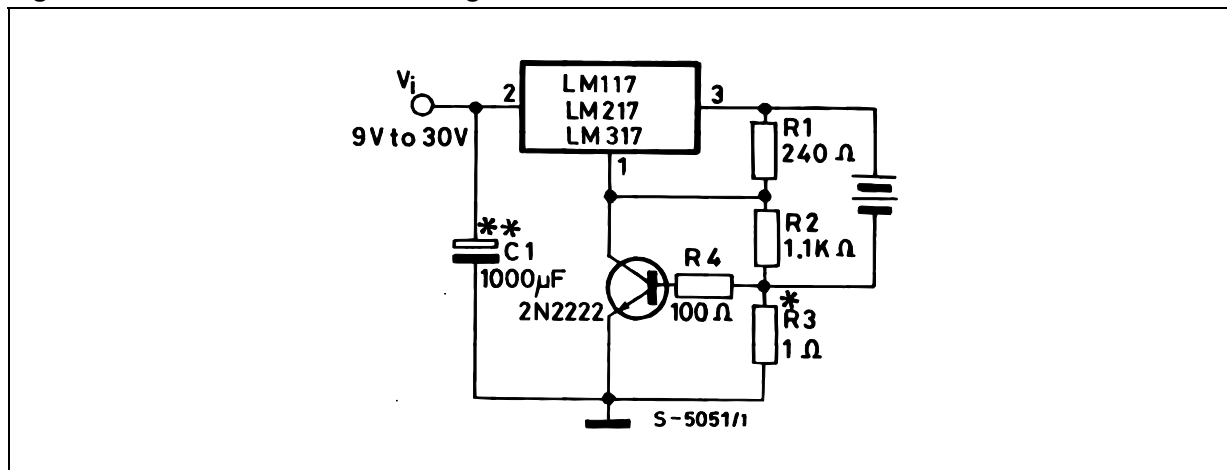 Vi
9V to 30V
2
LM117
LM217
LM317
3
1
R1
240 Ω
**
C1
1000µF
R2
1.1K Ω
2N2222
R4
100Ω
*
R3
1 Ω
S-5051/1